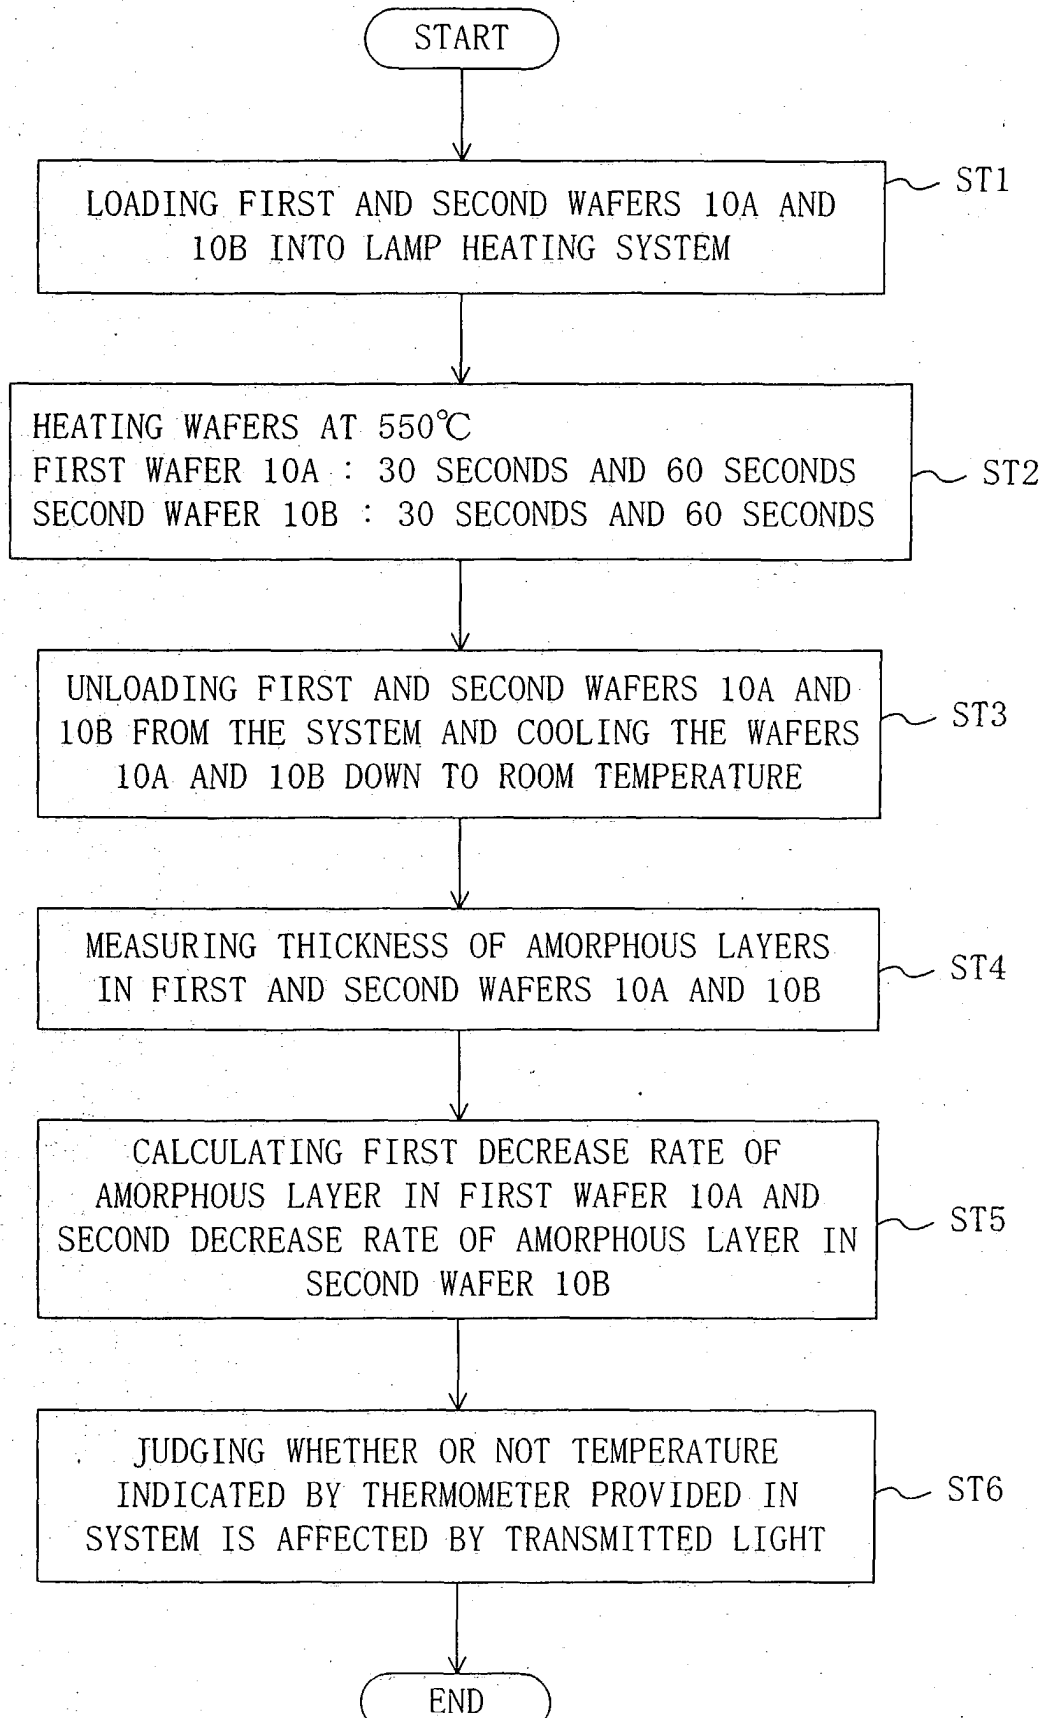 START
LOADING FIRST AND SECOND WAFERS 10A AND
10B INTO LAMP HEATING SYSTEM
ST1
HEATING WAFERS AT 550℃
FIRST WAFER 10A : 30 SECONDS AND 60 SECONDS
SECOND WAFER 10B : 30 SECONDS AND 60 SECONDS
ST2
UNLOADING FIRST AND SECOND WAFERS 10A AND
10B FROM THE SYSTEM AND COOLING THE WAFERS
10A AND 10B DOWN TO ROOM TEMPERATURE
ST3
MEASURING THICKNESS OF AMORPHOUS LAYERS
IN FIRST AND SECOND WAFERS 10A AND 10B
ST4
CALCULATING FIRST DECREASE RATE OF
AMORPHOUS LAYER IN FIRST WAFER 10A AND
SECOND DECREASE RATE OF AMORPHOUS LAYER IN
SECOND WAFER 10B
ST5
JUDGING WHETHER OR NOT TEMPERATURE
INDICATED BY THERMOMETER PROVIDED IN
SYSTEM IS AFFECTED BY TRANSMITTED LIGHT
ST6
END